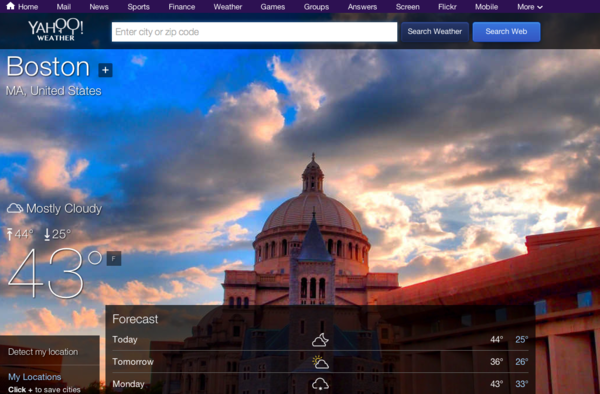 Home Mail News Sports Finance Weather Games Groups Answers Screen Flickr Mobile More
YAHOO!
WEATHER
Enter city or zip code
Search Weather
Search Web
Boston +
MA, United States
Mostly Cloudy
44° 25°
43° F
Forecast
Today 44° 25°
Detect my location
Tomorrow 36° 26°
My Locations
Monday 43° 33°
Click + to save cities